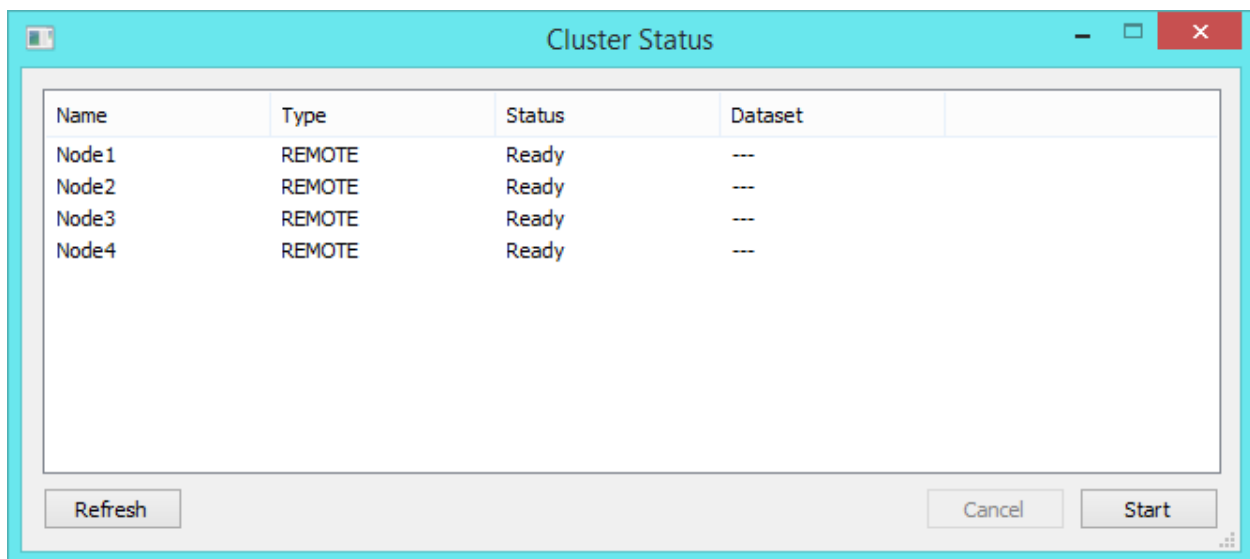 Cluster Status
Name Type Status Dataset
Node1 REMOTE Ready ---
Node2 REMOTE Ready ---
Node3 REMOTE Ready ---
Node4 REMOTE Ready ---
Refresh Cancel Start